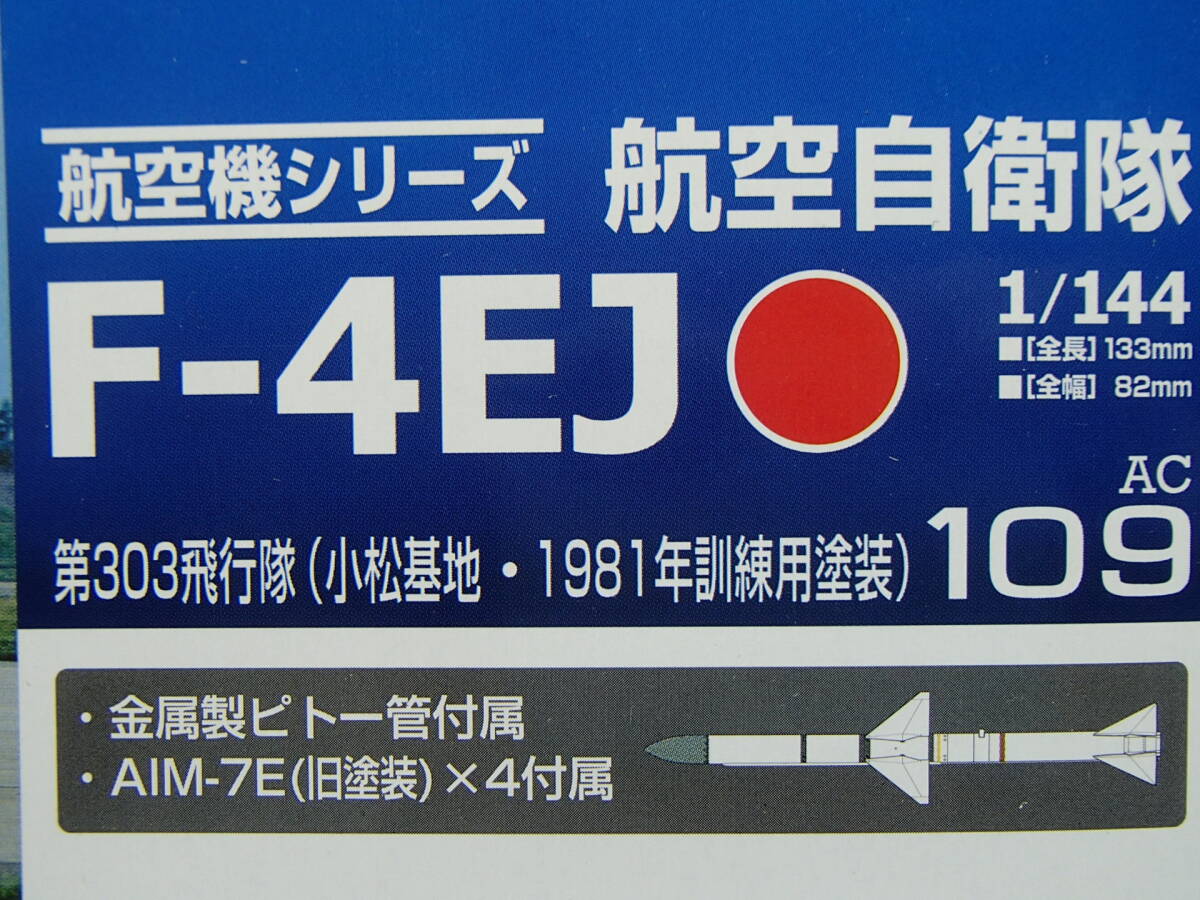 航空機シリーズ 航空自衛隊
F-4EJ
1/144
■[全長]133mm
■[全幅] 82mm
AC
109
第303飛行隊(小松基地・1981年訓練用塗装)
・金属製ピトー管付属
・AIM-7E(旧塗装)×4付属